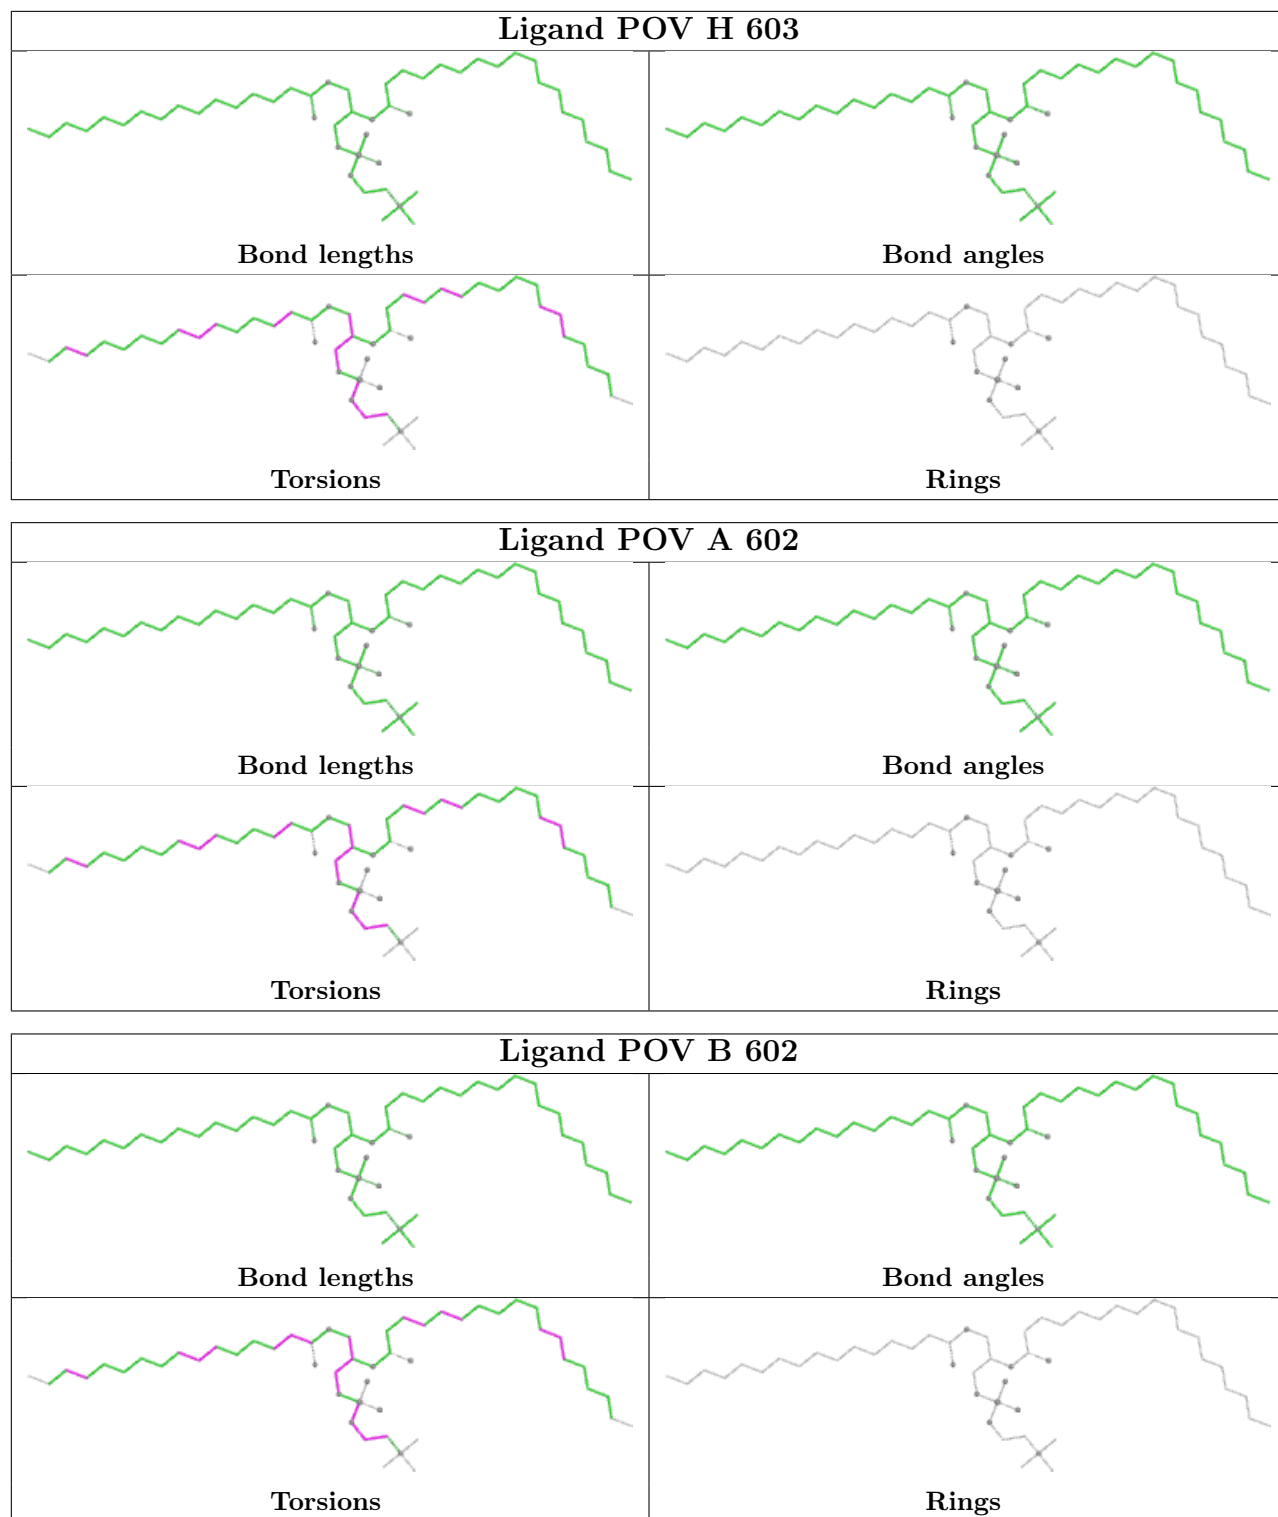 Ligand POV H 603
Bond lengths
Bond angles
Torsions
Rings
Ligand POV A 602
Bond lengths
Bond angles
Torsions
Rings
Ligand POV B 602
Bond lengths
Bond angles
Torsions
Rings